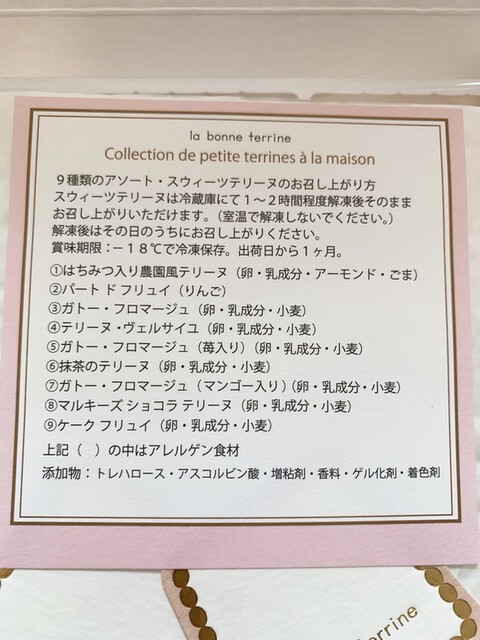 la bonne terrine
Collection de petite terrines à la maison
９種類のアソート・スウィーツテリーヌのお召し上がり方
スウィーツテリーヌは冷蔵庫にて１～２時間程度解凍後そのまま
お召し上がりいただけます。（室温で解凍しないでください。）
解凍後はその日のうちにお召し上がりください。
賞味期限：－１８℃で冷凍保存。出荷日から１ヶ月。
①はちみつ入り農園風テリーヌ（卵・乳成分・アーモンド・ごま）
②パート ド フリュイ（りんご）
③ガトー・フロマージュ（卵・乳成分・小麦）
④テリーヌ・ヴェルサイユ（卵・乳成分・小麦）
⑤ガトー・フロマージュ（苺入り）（卵・乳成分・小麦）
⑥抹茶のテリーヌ（卵・乳成分・小麦）
⑦ガトー・フロマージュ（マンゴー入り）（卵・乳成分・小麦）
⑧マルキーズ ショコラ テリーヌ（卵・乳成分・小麦）
⑨ケーク フリュイ（卵・乳成分・小麦）
上記（　）の中はアレルゲン食材
添加物：トレハロース・アスコルビン酸・増粘剤・香料・ゲル化剤・着色剤
terrine